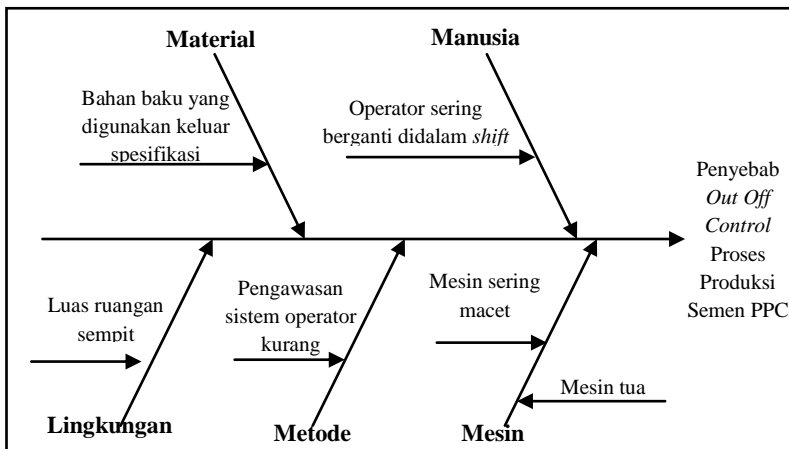 Material
Manusia
Bahan baku yang
digunakan keluar
spesifikasi
Operator sering
berganti didalam shift
Penyebab
Out Off
Control
Proses
Produksi
Semen PPC
Luas ruangan
sempit
Pengawasan
sistem operator
kurang
Mesin sering
macet
Mesin tua
Lingkungan
Metode
Mesin